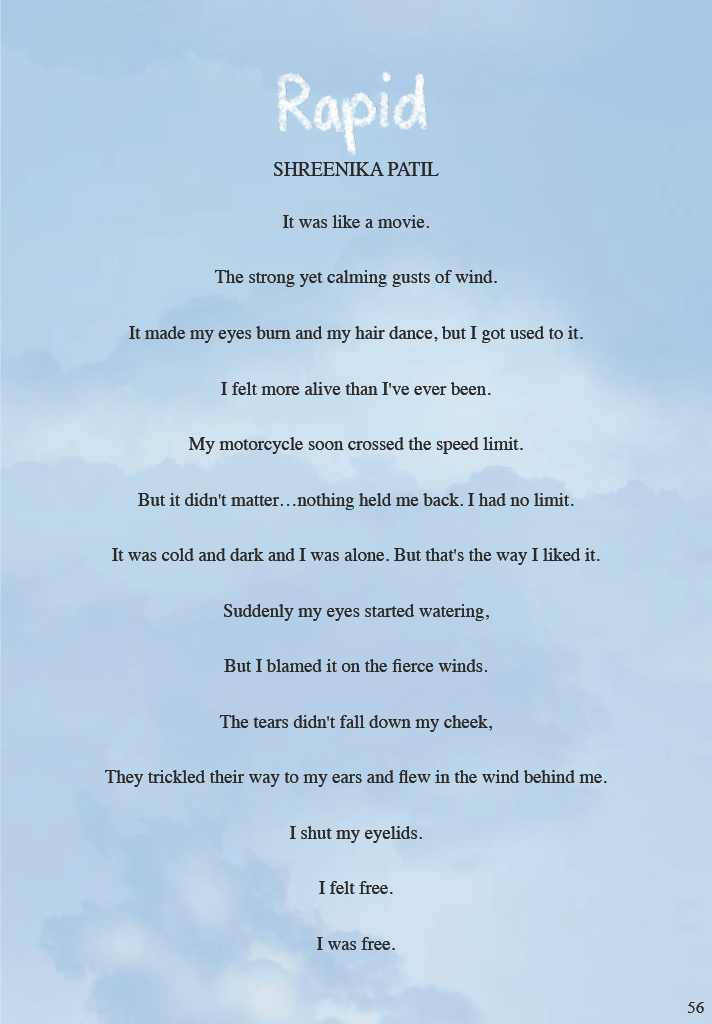 Rapid
SHREENIKA PATIL
It was like a movie.
The strong yet calming gusts of wind.
It made my eyes burn and my hair dance, but I got used to it.
I felt more alive than I've ever been.
My motorcycle soon crossed the speed limit.
But it didn't matter…nothing held me back. I had no limit.
It was cold and dark and I was alone. But that's the way I liked it.
Suddenly my eyes started watering,
But I blamed it on the fierce winds.
The tears didn't fall down my cheek,
They trickled their way to my ears and flew in the wind behind me.
I shut my eyelids.
I felt free.
I was free.
56